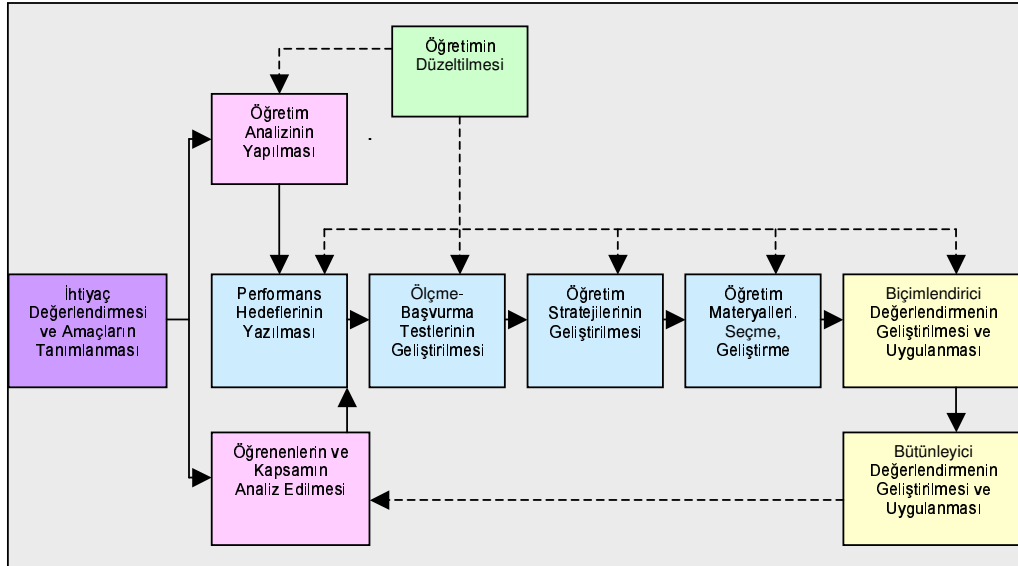 Öğretimin
Düzeltilmesi
Öğretim
Analizinin
Yapılması
İhtiyaç
Değerlendirmesi
ve Amaçların
Tanımlanması
Performans
Hedeflerinin
Yazılması
Ölçme-
Başvurma
Testlerinin
Geliştirilmesi
Öğretim
Stratejilerinin
Geliştirilmesi
Öğretim
Materyalleri.
Seçme,
Geliştirme
Biçimlendirici
Değerlendirmenin
Geliştirilmesi ve
Uygulanması
Öğrenenlerin ve
Kapsamın
Analiz Edilmesi
Bütünleyici
Değerlendirmenin
Geliştirilmesi ve
Uygulanması